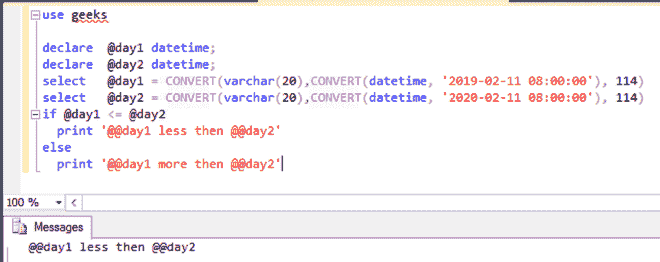 use geeks
declare @day1 datetime;
declare @day2 datetime;
select @day1 = CONVERT(varchar(20),CONVERT(datetime, '2019-02-11 08:00:00'), 114)
select @day2 = CONVERT(varchar(20),CONVERT(datetime, '2020-02-11 08:00:00'), 114)
if @day1 <= @day2
print '@@day1 less then @@day2'
else
print '@@day1 more then @@day2'
100 %
Messages
@@day1 less then @@day2